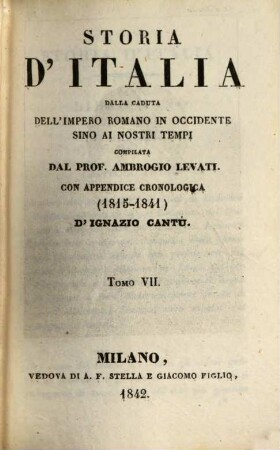 STORIA
D'ITALIA
DALLA CADUTA
DELL'IMPERO ROMANO IN OCCIDENTE
SINO AI NOSTRI TEMPI
COMPILATA
DAL PROF. AMBROGIO LEVATI.
CON APPENDICE CRONOLOGICA
(1815-1841)
D'IGNAZIO CANTÙ.
TOMO VII.
MILANO,
VEDOVA DI A. F. STELLA E GIACOMO FIGLIO,
1842.